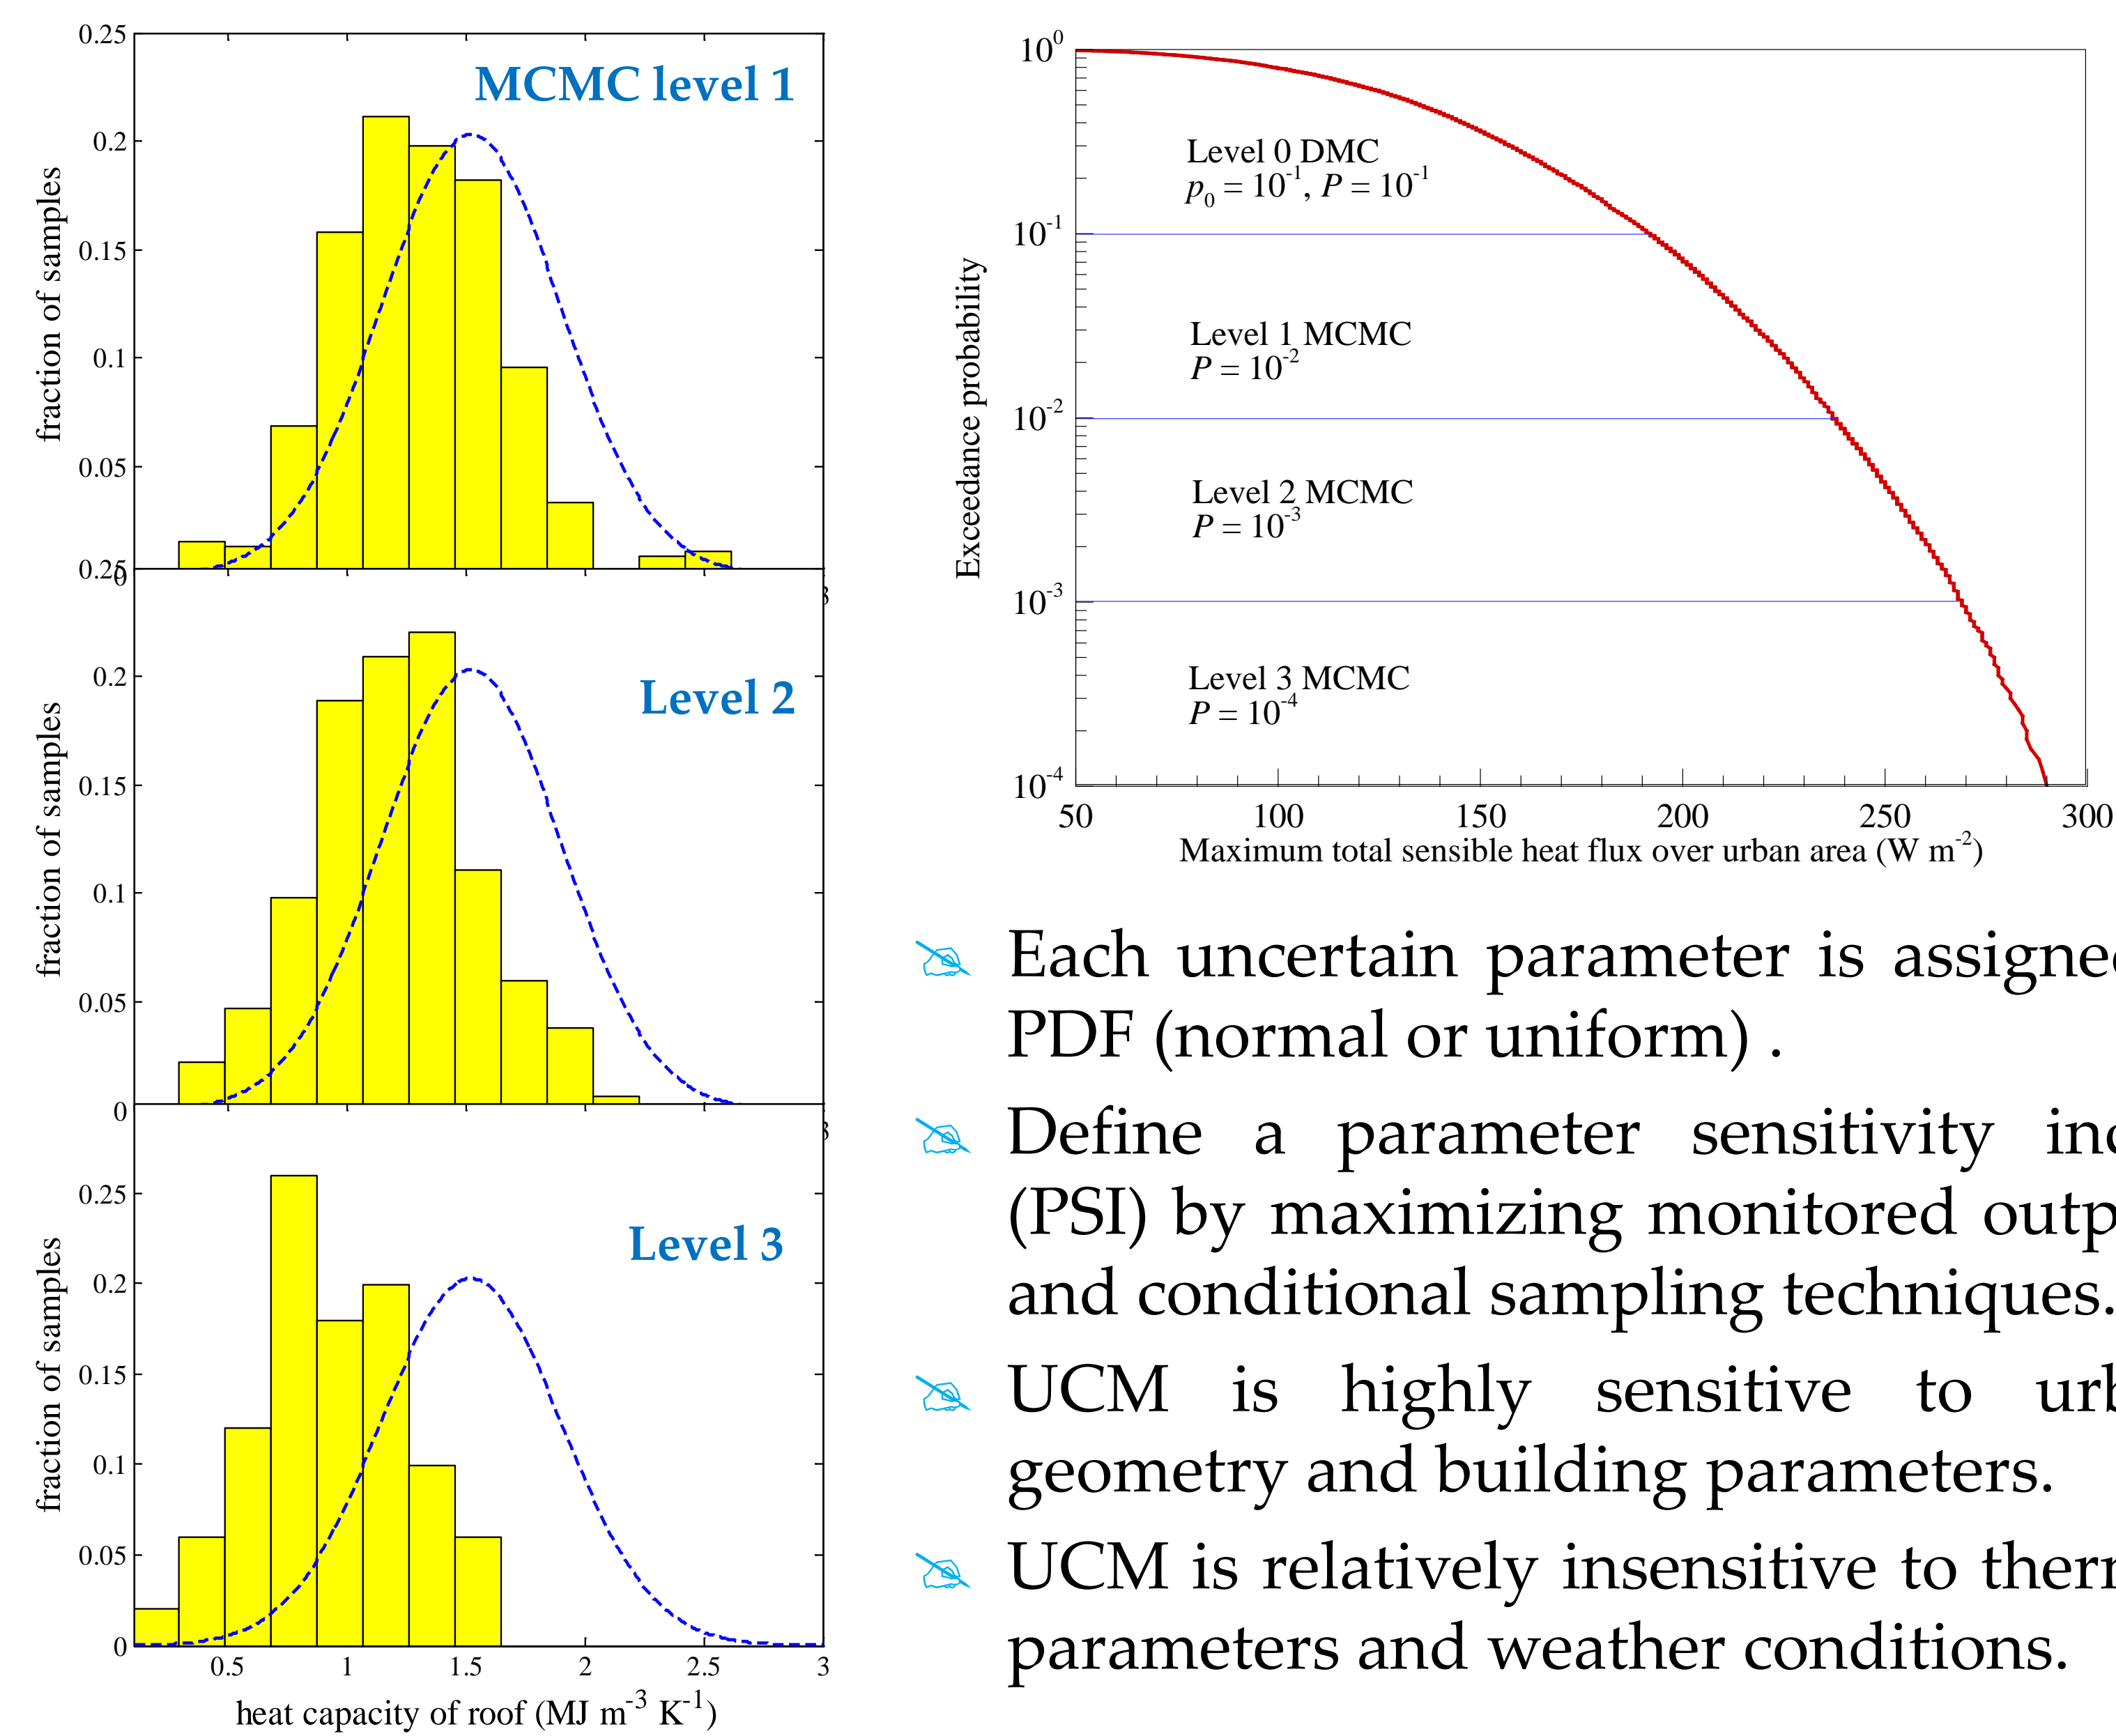 0.25
MCMC level 1
0.2
0.15
0.1
0.05
fraction of samples
0.25
0
3
Level 2
0.2
0.15
0.1
0.05
fraction of samples
0
3
Level 3
0.25
0.2
0.15
0.1
0.05
0
fraction of samples
0.5 1 1.5 2 2.5 3
heat capacity of roof (MJ m⁻³ K⁻¹)
10⁰
10⁻¹
10⁻²
10⁻³
10⁻⁴
Exceedance probability
Level 0 DMC
p₀ = 10⁻¹, P = 10⁻¹
Level 1 MCMC
P = 10⁻²
Level 2 MCMC
P = 10⁻³
Level 3 MCMC
P = 10⁻⁴
50 100 150 200 250 300
Maximum total sensible heat flux over urban area (W m⁻²)
Each uncertain parameter is assigned
PDF (normal or uniform) .
Define a parameter sensitivity
(PSI) by maximizing monitored
and conditional sampling techniques.
UCM is highly sensitive to
geometry and building parameters.
UCM is relatively insensitive to
parameters and weather conditions.